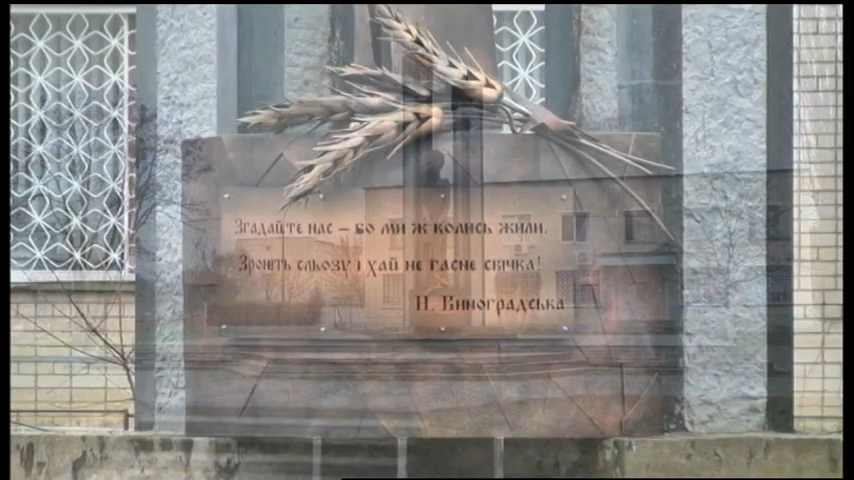 Згадайте нас – бо ми ж колись жили.
Зроніть сльозу і хай не гасне свічка!
Н. Виноградська